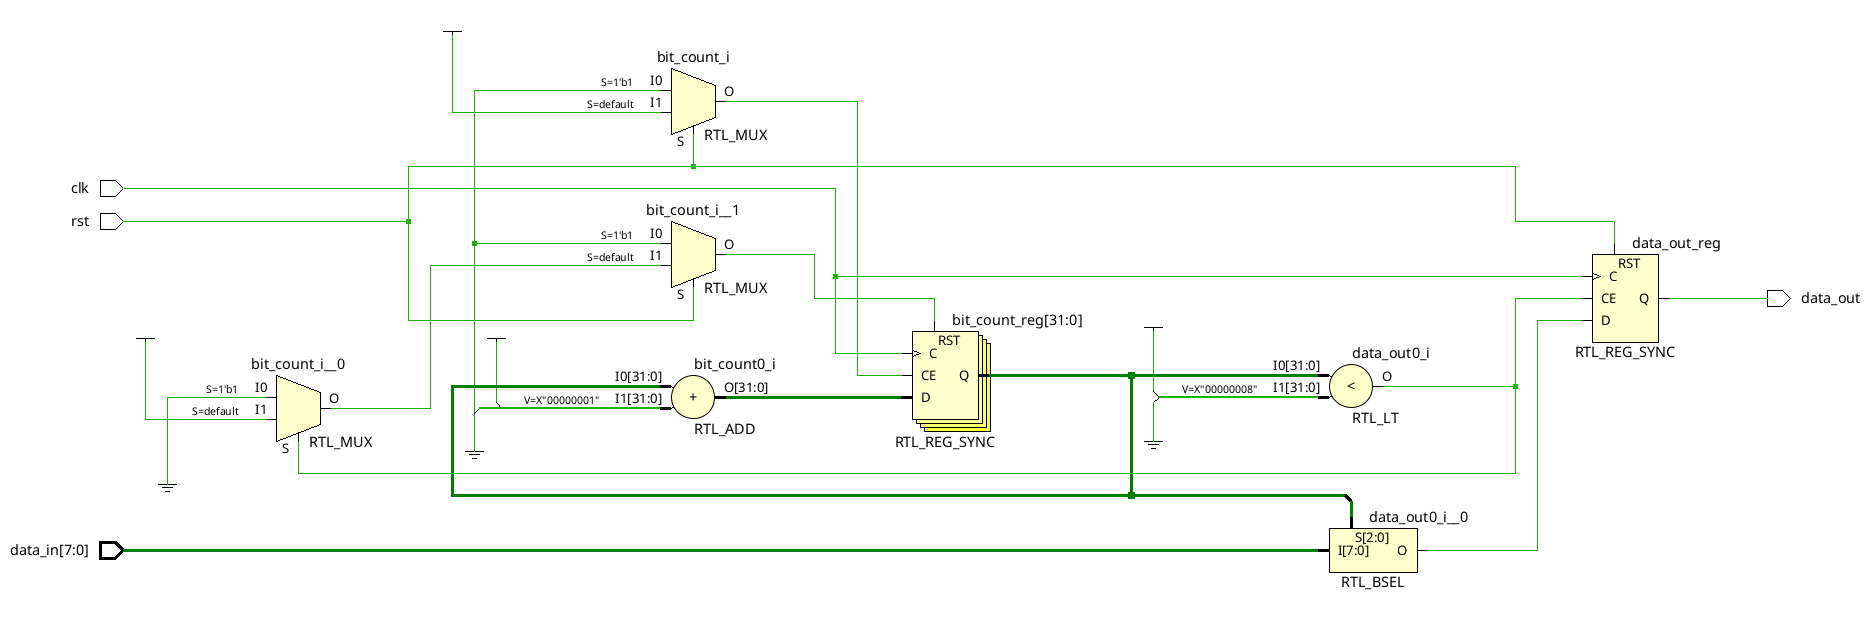 bit_count_i
S=1'b1 I0
S=default I1
O
S
RTL_MUX
clk
rst
bit_count_i__1
S=1'b1 I0
S=default I1
O
S
RTL_MUX
data_out_reg
RST
C
CE Q
D
RTL_REG_SYNC
data_out
bit_count_i__0
S=1'b1 I0
S=default I1
O
S
RTL_MUX
bit_count0_i
I0[31:0]
V=X"00000001" I1[31:0]
+
O[31:0]
RTL_ADD
bit_count_reg[31:0]
RST
C
CE Q
D
RTL_REG_SYNC
data_out0_i
I0[31:0]
V=X"00000008" I1[31:0]
<
O
RTL_LT
data_in[7:0]
data_out0_i__0
S[2:0]
I[7:0] O
RTL_BSEL